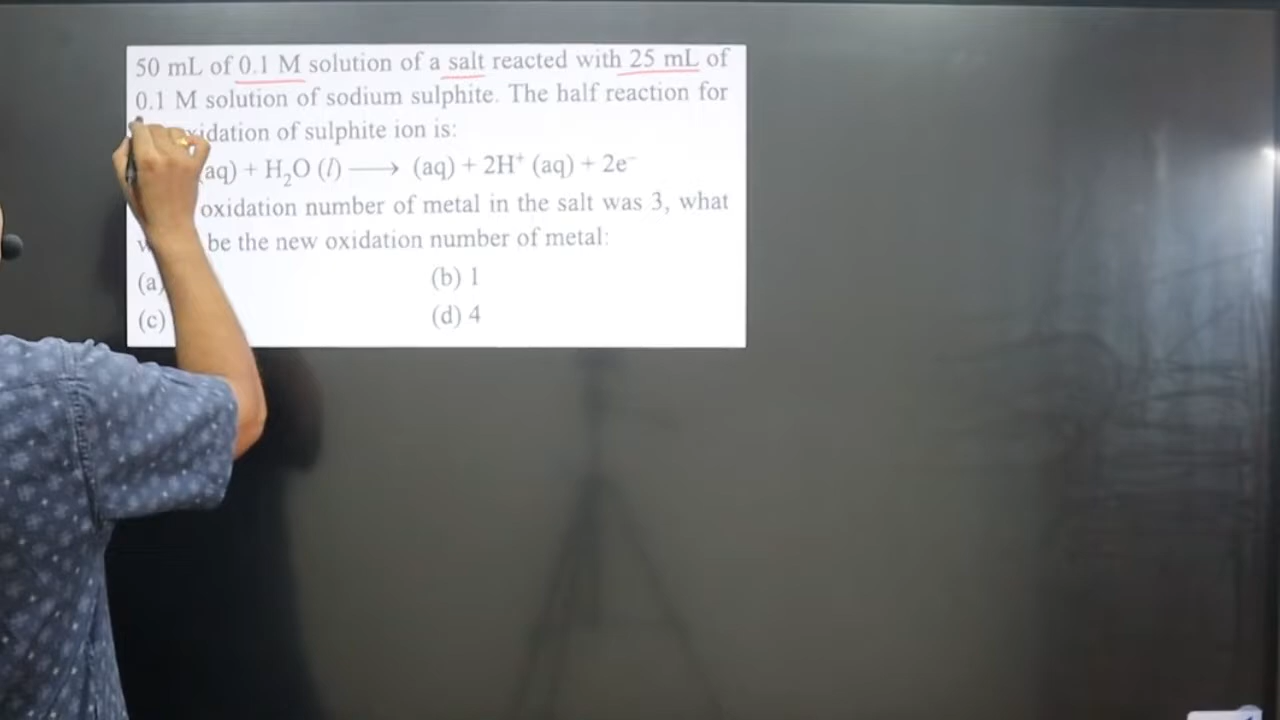 50 mL of 0.1 M solution of a salt reacted with 25 mL of
0.1 M solution of sodium sulphite. The half reaction for
of sulphite ion is:
(aq) + H₂O (l) ⟶ (aq) + 2H⁺ (aq) + 2e⁻
oxidation number of metal in the salt was 3, what
be the new oxidation number of metal:
(a) (b) 1
(c) (d) 4